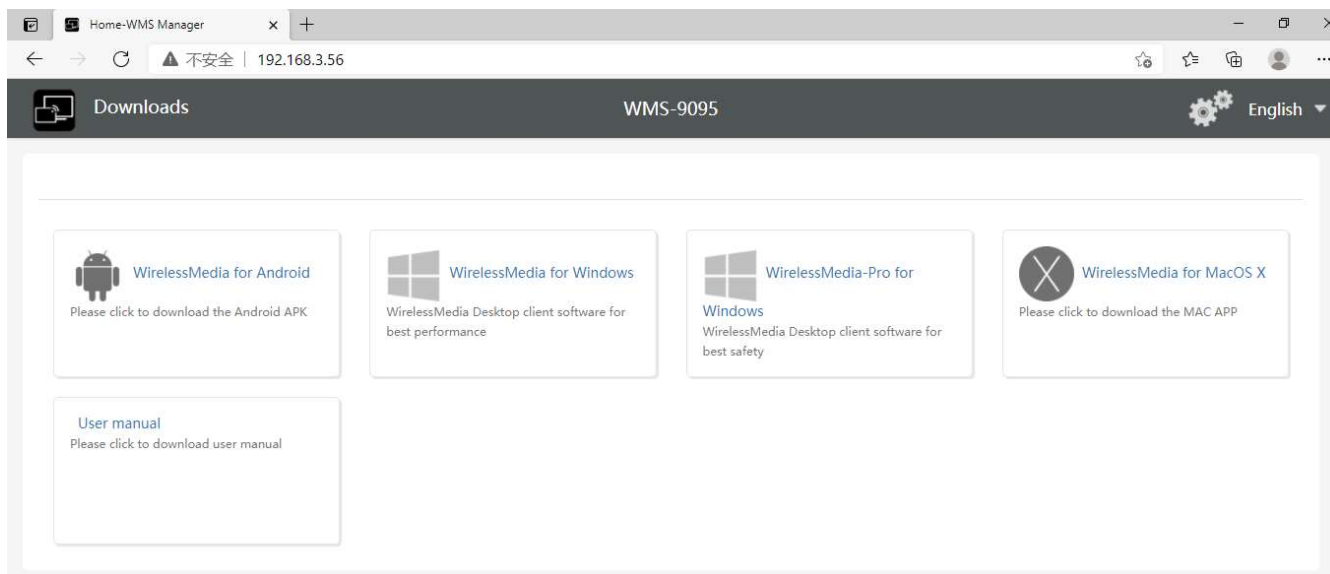 Home-WMS Manager
不安全 192.168.3.56
Downloads WMS-9095 English
WirelessMedia for Android
Please click to download the Android APK
WirelessMedia for Windows
WirelessMedia Desktop client software for
best performance
WirelessMedia-Pro for
Windows
WirelessMedia Desktop client software for
best safety
WirelessMedia for MacOS X
Please click to download the MAC APP
User manual
Please click to download user manual